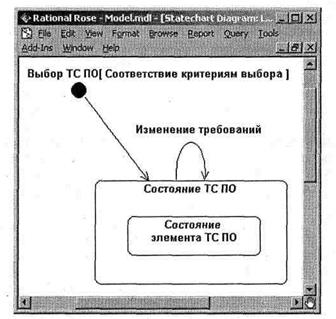 Rational Rose - Model.mdl - [Statechart Diagram: L...
File Edit View Format Browse Report Query Tools
Add-Ins Window Help
Выбор ТС ПО[ Соответствие критериям выбора ]
Изменение требований
Состояние ТС ПО
Состояние
элемента ТС ПО